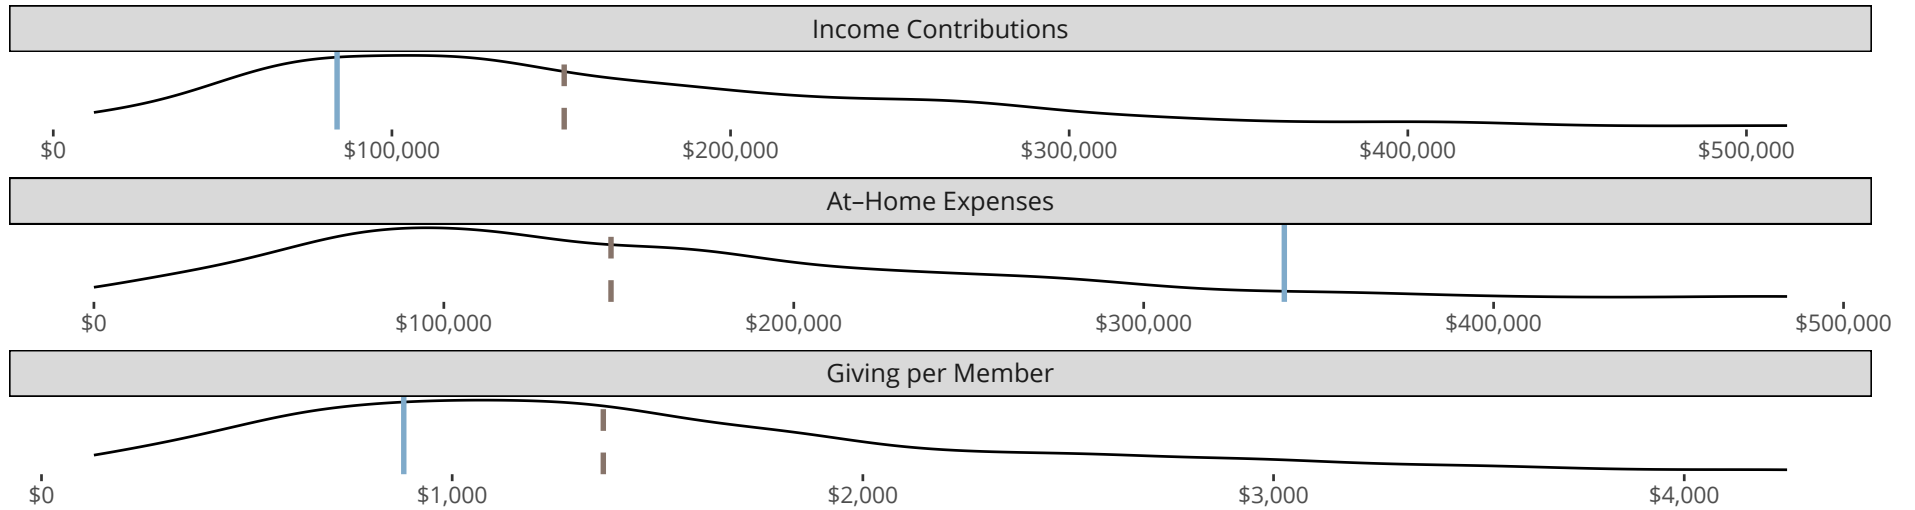 Income Contributions
$0 $100,000 $200,000 $300,000 $400,000 $500,000
At–Home Expenses
$0 $100,000 $200,000 $300,000 $400,000 $500,000
Giving per Member
$0 $1,000 $2,000 $3,000 $4,000